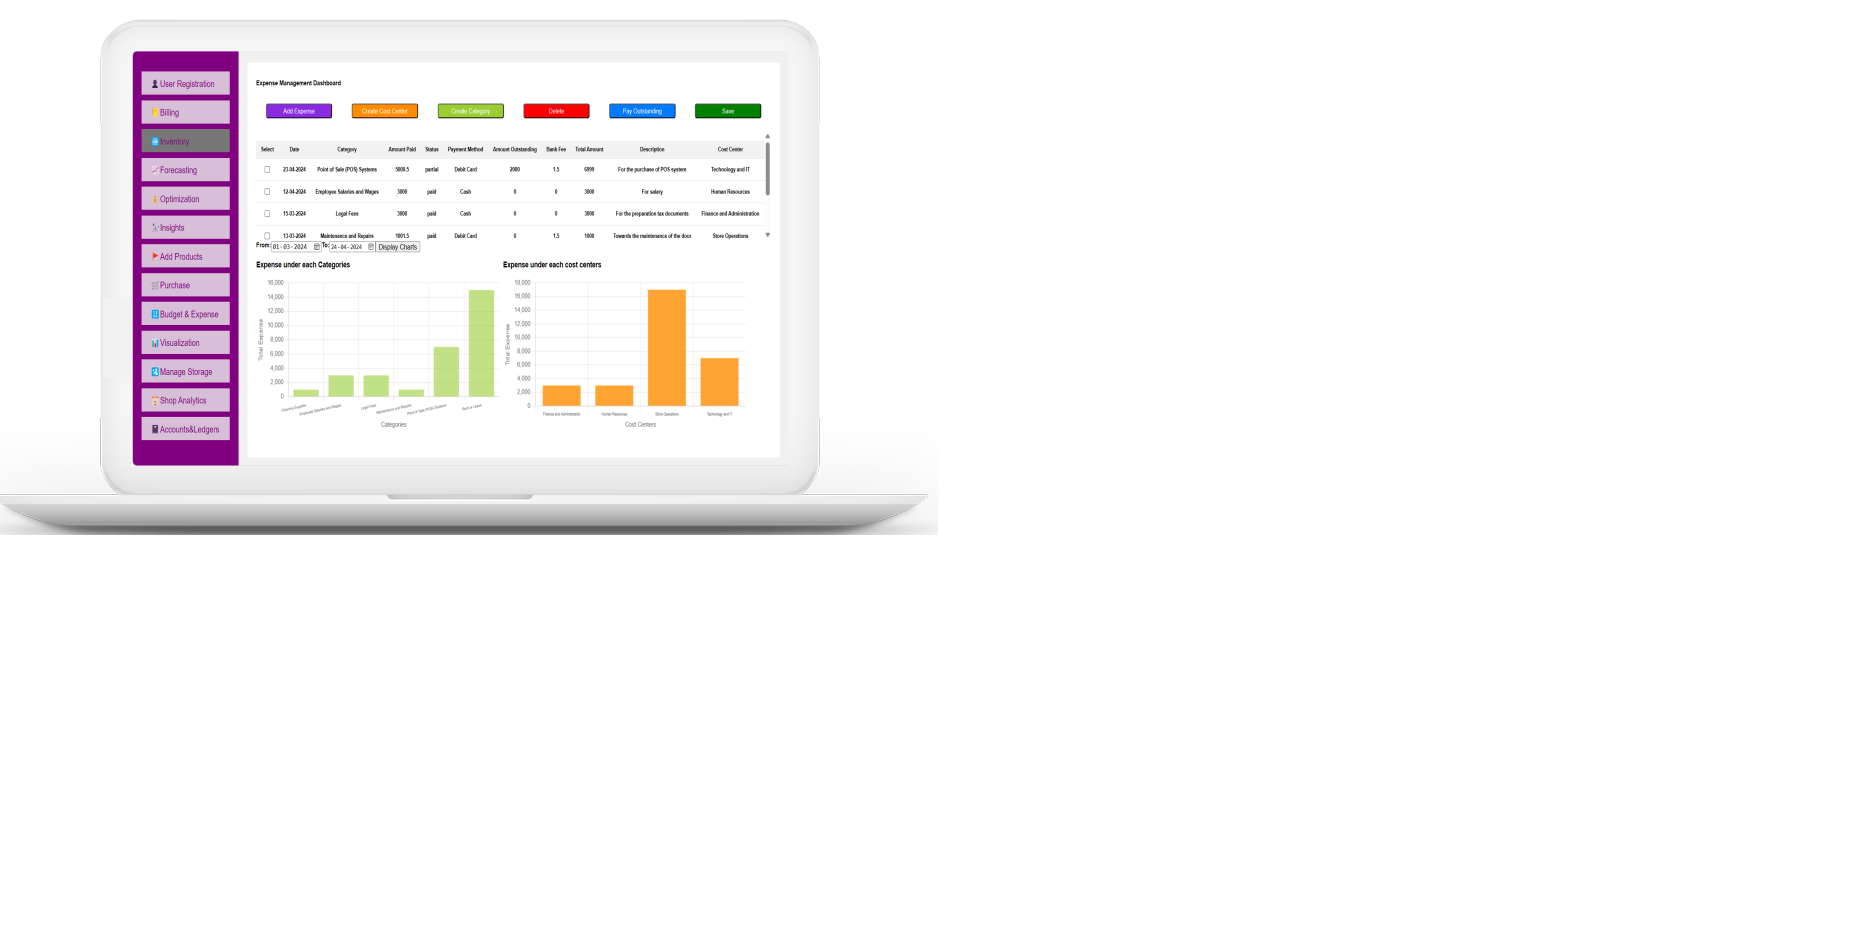 User Registration
Billing
Inventory
Forecasting
Optimization
Insights
Add Products
Purchase
Budget & Expense
Visualization
Manage Storage
Shop Analytics
Accounts&Ledgers
Expense Management Dashboard
Add Expense Create Cost Center Create Category Delete Pay Outstanding Save
Select Date Category Amount Paid Status Payment Method Amount Outstanding Bank Fee Total Amount Description Cost Center
23-04-2024 Point of Sale (POS) Systems 5000.5 partial Debit Card 2000 1.5 6999 For the purchase of POS system Technology and IT
12-04-2024 Employee Salaries and Wages 3000 paid Cash 0 0 3000 For salary Human Resources
15-03-2024 Legal Fees 3000 paid Cash 0 0 3000 For the preparation tax documents Finance and Administration
13-03-2024 Maintenance and Repairs 1001.5 paid Debit Card 0 1.5 1000 Towards the maintenance of the door Store Operations
From: 01-03-2024 To: 24-04-2024 Display Charts
Expense under each Categories
16,000
14,000
12,000
10,000
8,000
6,000
4,000
2,000
0
Total Expense
Cleaning Supplies Employee Salaries and Wages Legal Fees Maintenance and Repairs Point of Sale (POS) Systems Rent or Lease
Categories
Expense under each cost centers
18,000
16,000
14,000
12,000
10,000
8,000
6,000
4,000
2,000
0
Total Expense
Finance and Administration Human Resources Store Operations Technology and IT
Cost Centers